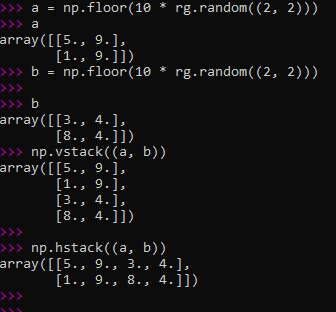 >>> a = np.floor(10 * rg.random((2, 2)))
>>> a
array([[5., 9.],
       [1., 9.]])
>>> b = np.floor(10 * rg.random((2, 2)))
>>>
>>> b
array([[3., 4.],
       [8., 4.]])
>>> np.vstack((a, b))
array([[5., 9.],
       [1., 9.],
       [3., 4.],
       [8., 4.]])
>>>
>>> np.hstack((a, b))
array([[5., 9., 3., 4.],
       [1., 9., 8., 4.]])
>>>
>>>